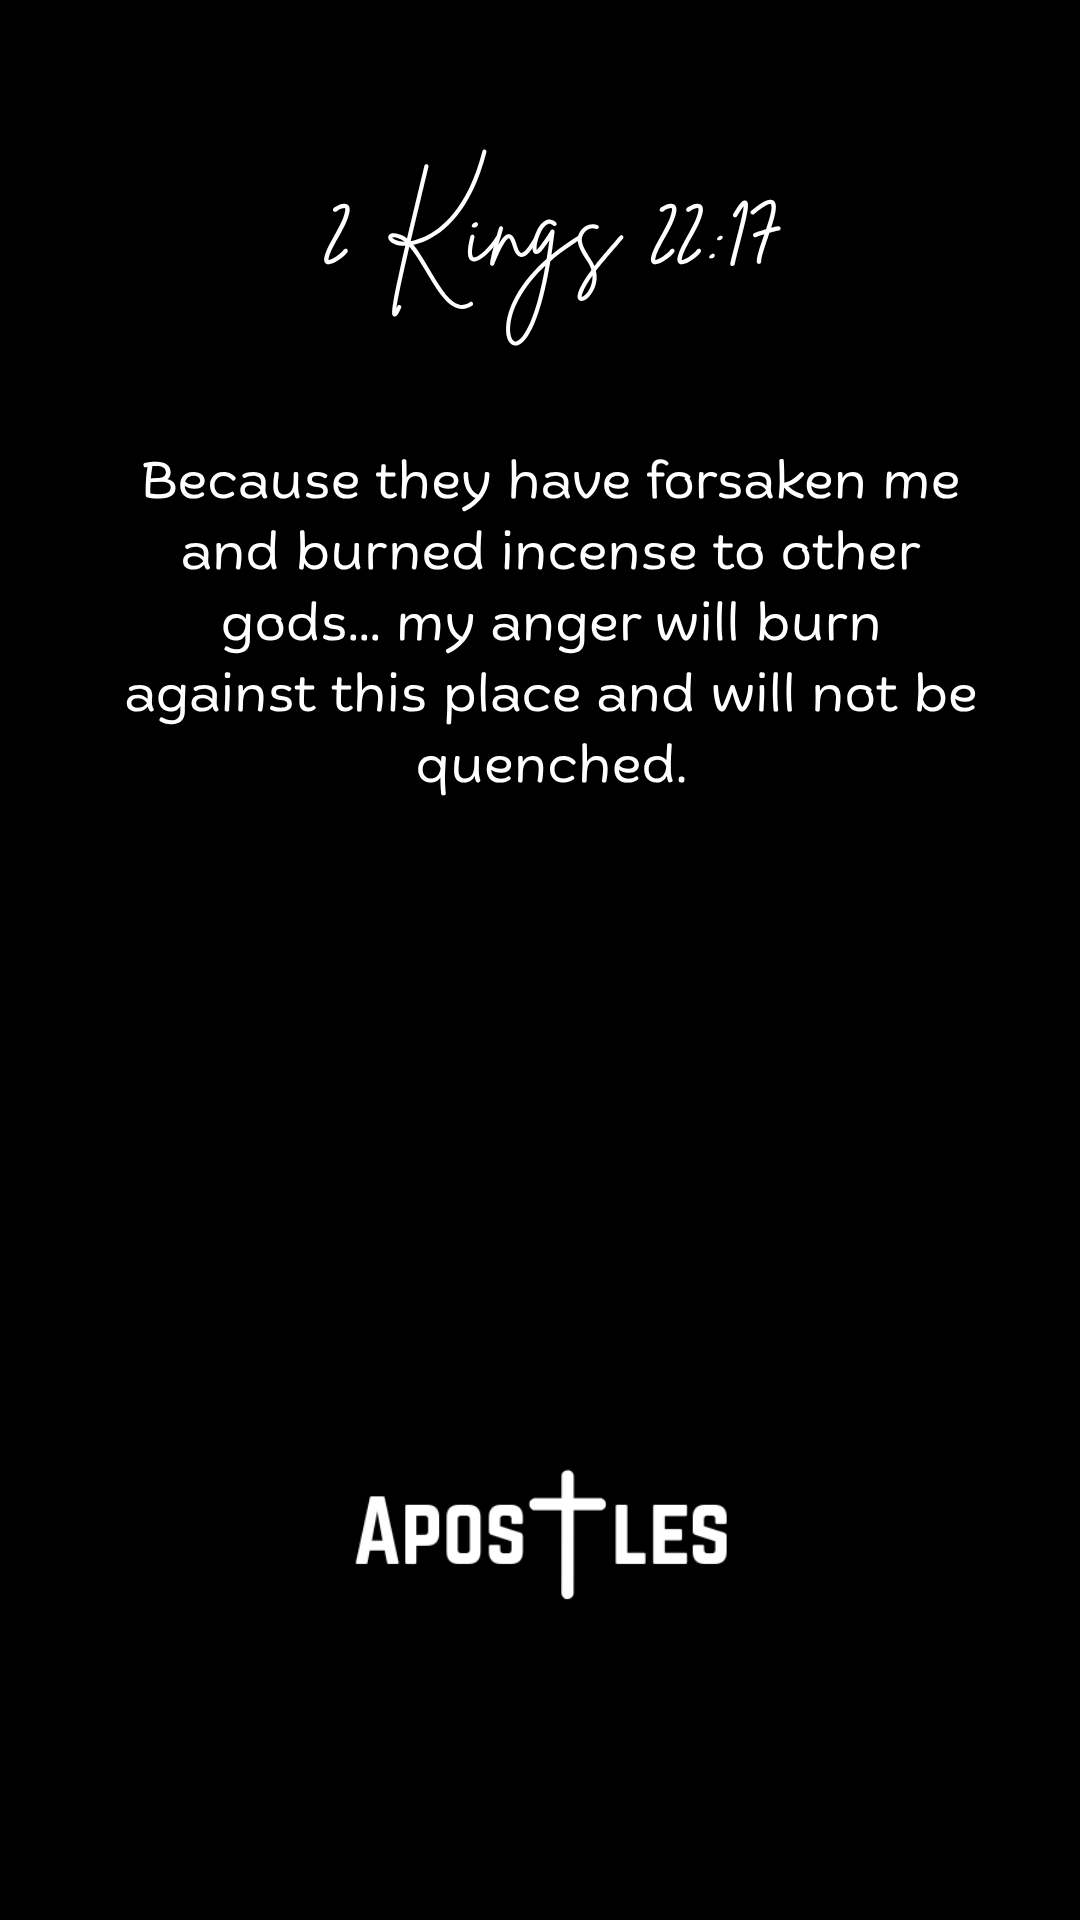 2 Kings 22:17
Because they have forsaken me
and burned incense to other
gods... my anger will burn
against this place and will not be
quenched.
Apostles